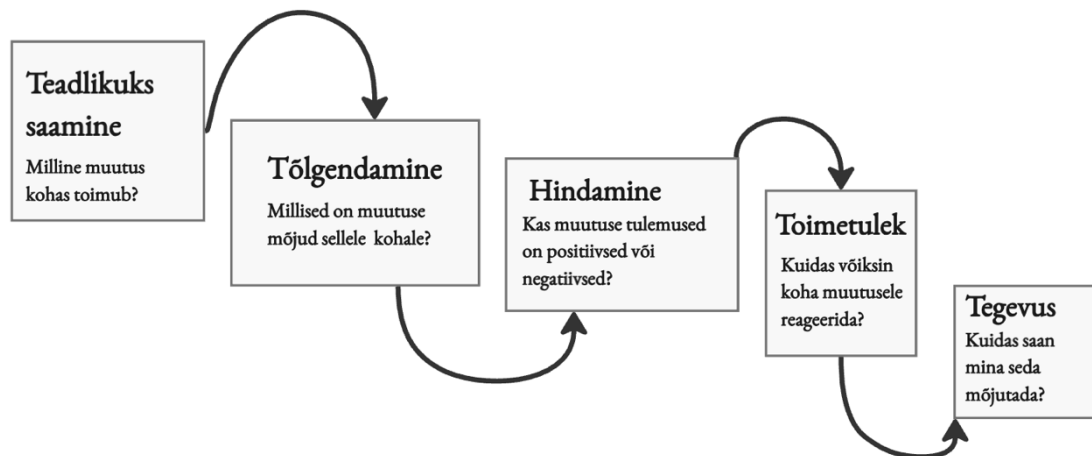 Teadlikuks
saamine
Milline muutus
kohas toimub?
Tõlgendamine
Millised on muutuse
mõjud sellele kohale?
Hindamine
Kas muutuse tulemused
on positiivsed või
negatiivsed?
Toimetulek
Kuidas võiksin
koha muutusele
reageerida?
Tegevus
Kuidas saan
mina seda
mõjutada?